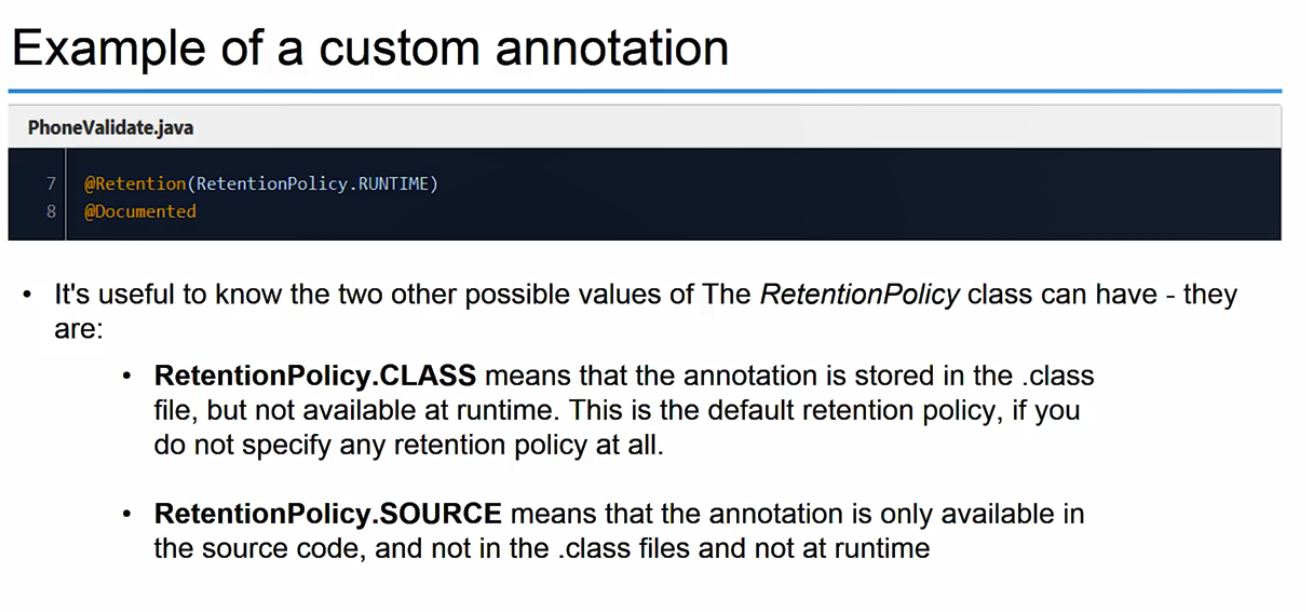 Example of a custom annotation
PhoneValidate.java
7 @Retention(RetentionPolicy.RUNTIME)
8 @Documented
• It's useful to know the two other possible values of The RetentionPolicy class can have - they
are:
• RetentionPolicy.CLASS means that the annotation is stored in the .class
file, but not available at runtime. This is the default retention policy, if you
do not specify any retention policy at all.
• RetentionPolicy.SOURCE means that the annotation is only available in
the source code, and not in the .class files and not at runtime